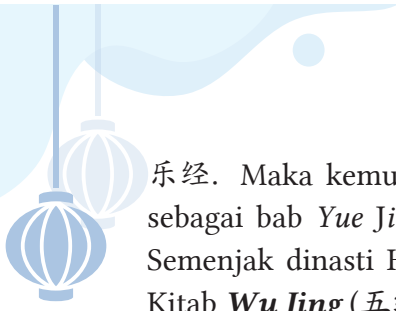 乐经. Maka kemu
sebagai bab Yue Ji
Semenjak dinasti
Kitab Wu Jing (五